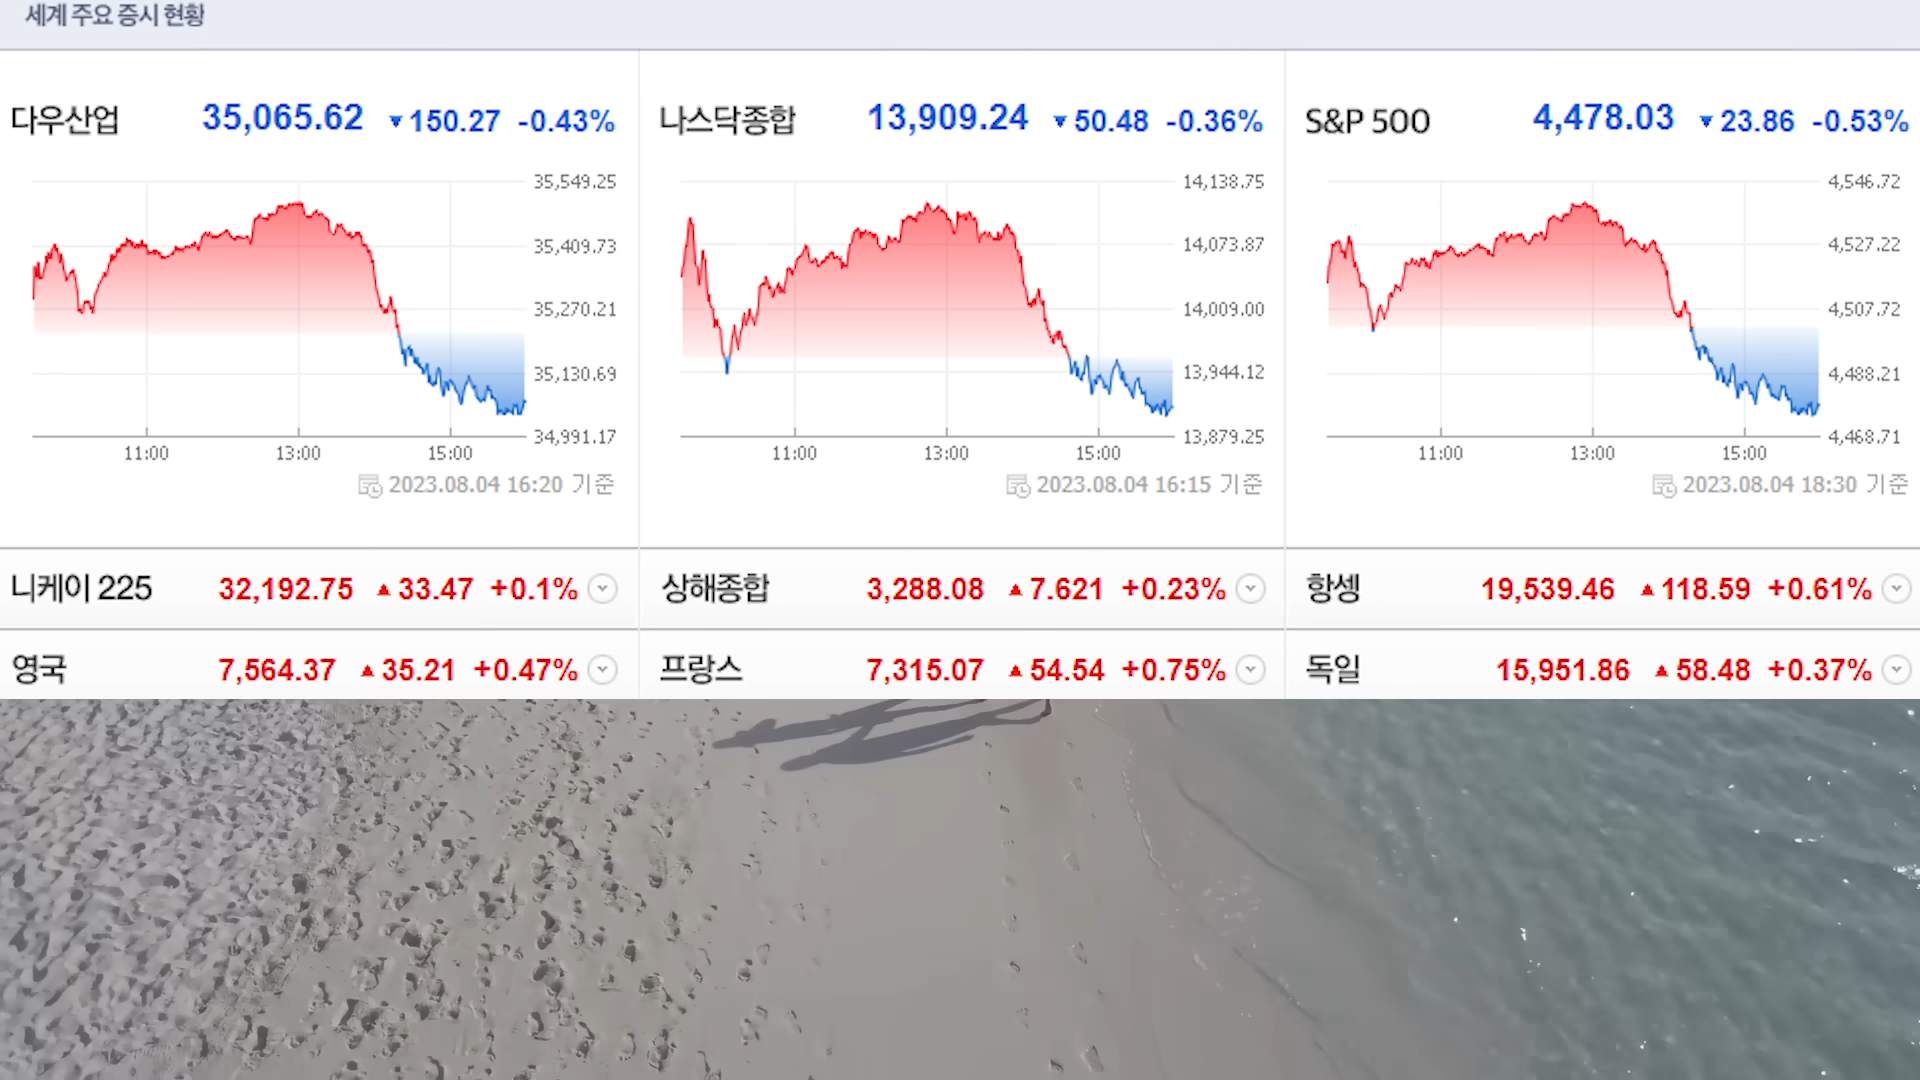 세계 주요 증시 현황
다우산업 35,065.62 ▼150.27 -0.43%
35,549.25
35,409.73
35,270.21
35,130.69
34,991.17
11:00 13:00 15:00
2023.08.04 16:20 기준
나스닥종합 13,909.24 ▼50.48 -0.36%
14,138.75
14,073.87
14,009.00
13,944.12
13,879.25
11:00 13:00 15:00
2023.08.04 16:15 기준
S&P 500 4,478.03 ▼23.86 -0.53%
4,546.72
4,527.22
4,507.72
4,488.21
4,468.71
11:00 13:00 15:00
2023.08.04 18:30 기준
니케이 225 32,192.75 ▲33.47 +0.1%
상해종합 3,288.08 ▲7.621 +0.23%
항셍 19,539.46 ▲118.59 +0.61%
영국 7,564.37 ▲35.21 +0.47%
프랑스 7,315.07 ▲54.54 +0.75%
독일 15,951.86 ▲58.48 +0.37%